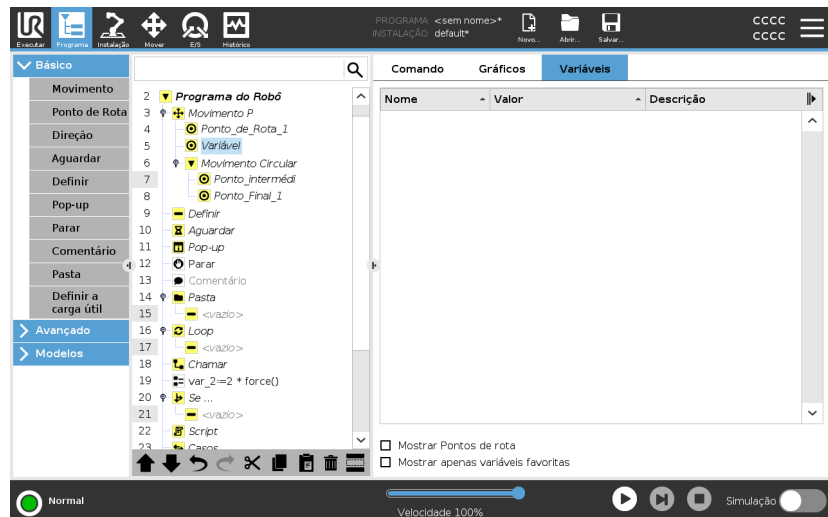 PROGRAMA <sem nome>*
INSTALAÇÃO default*
cccc
cccc
Executar Programa Instalação Mover E/S Histórico Novo... Abrir... Salvar...
Básico
Movimento
Ponto de Rota
Direção
Aguardar
Definir
Pop-up
Parar
Comentário
Pasta
Definir a
carga útil
Avançado
Modelos
2 Programa do Robô
3 Movimento P
4 Ponto_de_Rota_1
5 Variável
6 Movimento Circular
7 Ponto_intermédi
8 Ponto_Final_1
9 Definir
10 Aguardar
11 Pop-up
12 Parar
13 Comentário
14 Pasta
15 <vazio>
16 Loop
17 <vazio>
18 Chamar
19 var_2:=2 * force()
20 Se ...
21 <vazio>
22 Script
23 Casos
Comando Gráficos Variáveis
Nome Valor Descrição
Mostrar Pontos de rota
Mostrar apenas variáveis favoritas
Normal
Velocidade 100%
Simulação